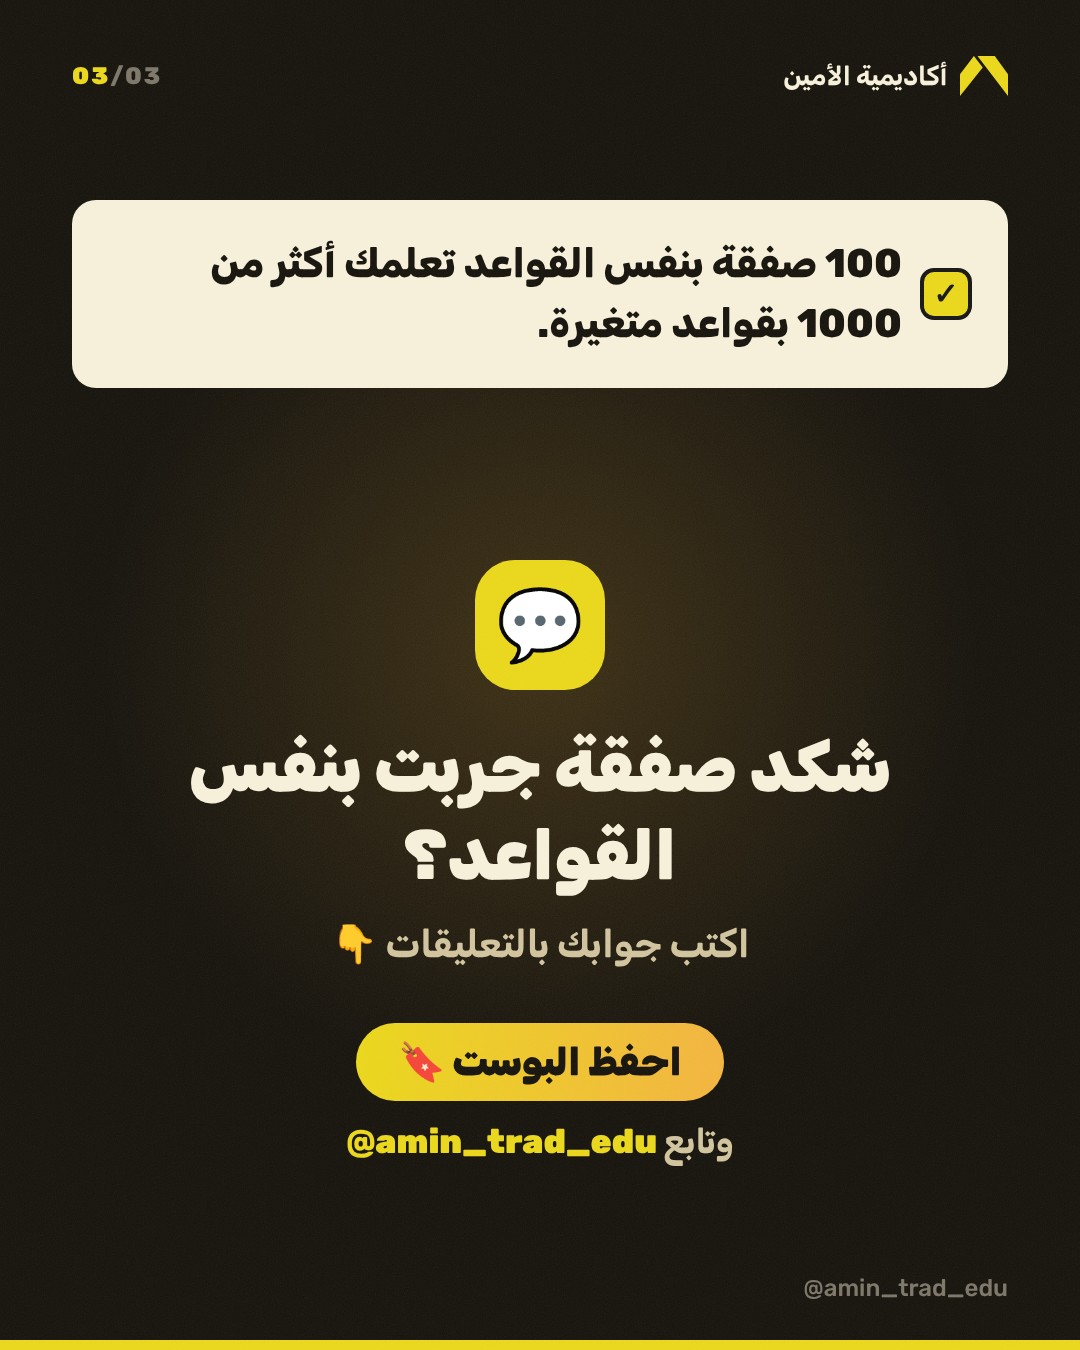 أكاديمية الأمين
03/03
100 صفقة بنفس القواعد تعلمك أكثر من
1000 بقواعد متغيرة.
شكد صفقة جربت بنفس
القواعد؟
اكتب جوابك بالتعليقات 👇
احفظ البوست 🔖
وتابع @amin_trad_edu
@amin_trad_edu